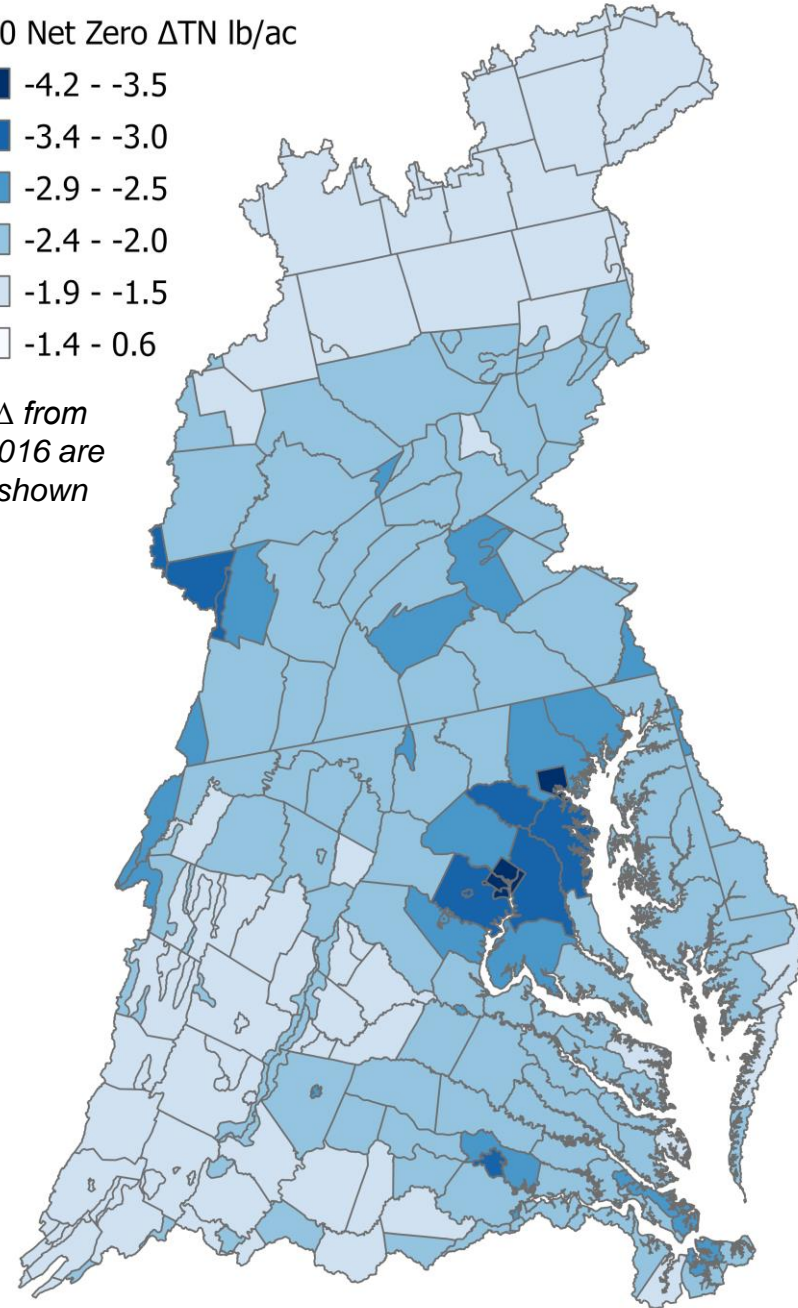 0 Net Zero ΔTN lb/ac
-4.2 - -3.5
-3.4 - -3.0
-2.9 - -2.5
-2.4 - -2.0
-1.9 - -1.5
-1.4 - 0.6
Δ from
016 are
shown